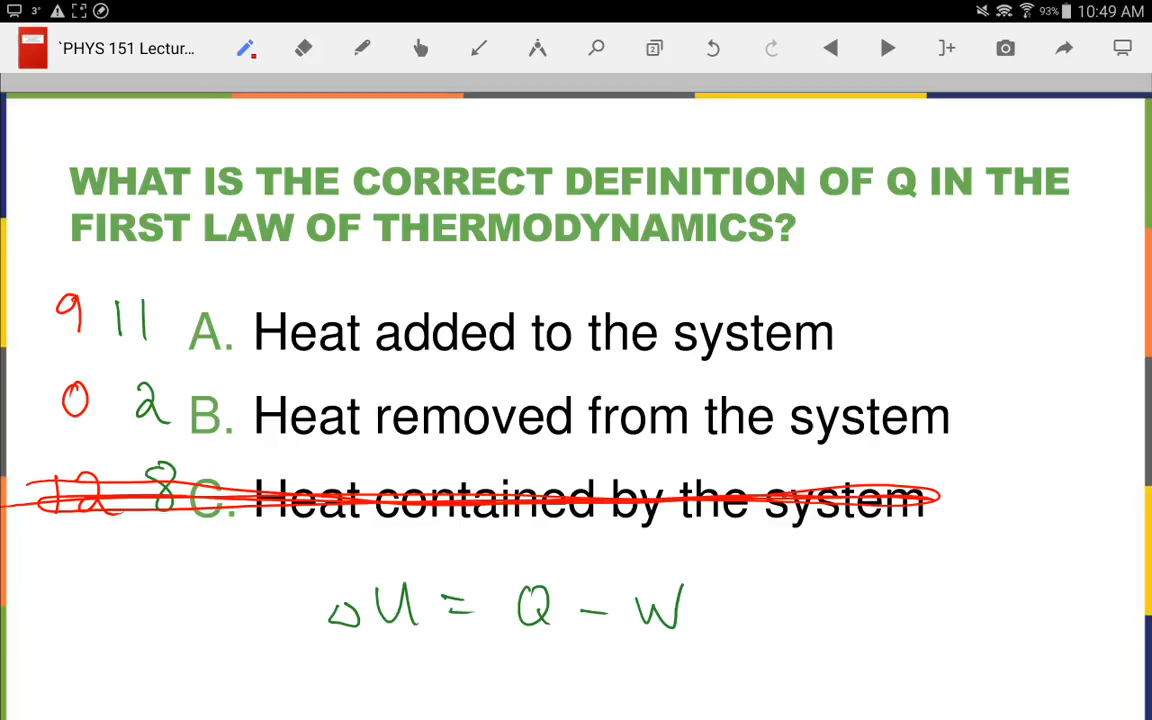 3° 93% 10:49 AM
`PHYS 151 Lectur... 2 ]+
WHAT IS THE CORRECT DEFINITION OF Q IN THE
FIRST LAW OF THERMODYNAMICS?
9 11 A. Heat added to the system
0 2 B. Heat removed from the system
12 8 C. Heat contained by the system
ΔU = Q - W